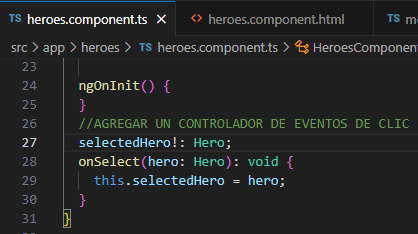 TS heroes.component.ts × <> heroes.component.html TS
src > app > heroes > TS heroes.component.ts > HeroesComponent
23
24 ngOnInit() {
25 }
26 //AGREGAR UN CONTROLADOR DE EVENTOS DE CLIC
27 selectedHero!: Hero;
28 onSelect(hero: Hero): void {
29 this.selectedHero = hero;
30 }
31 }